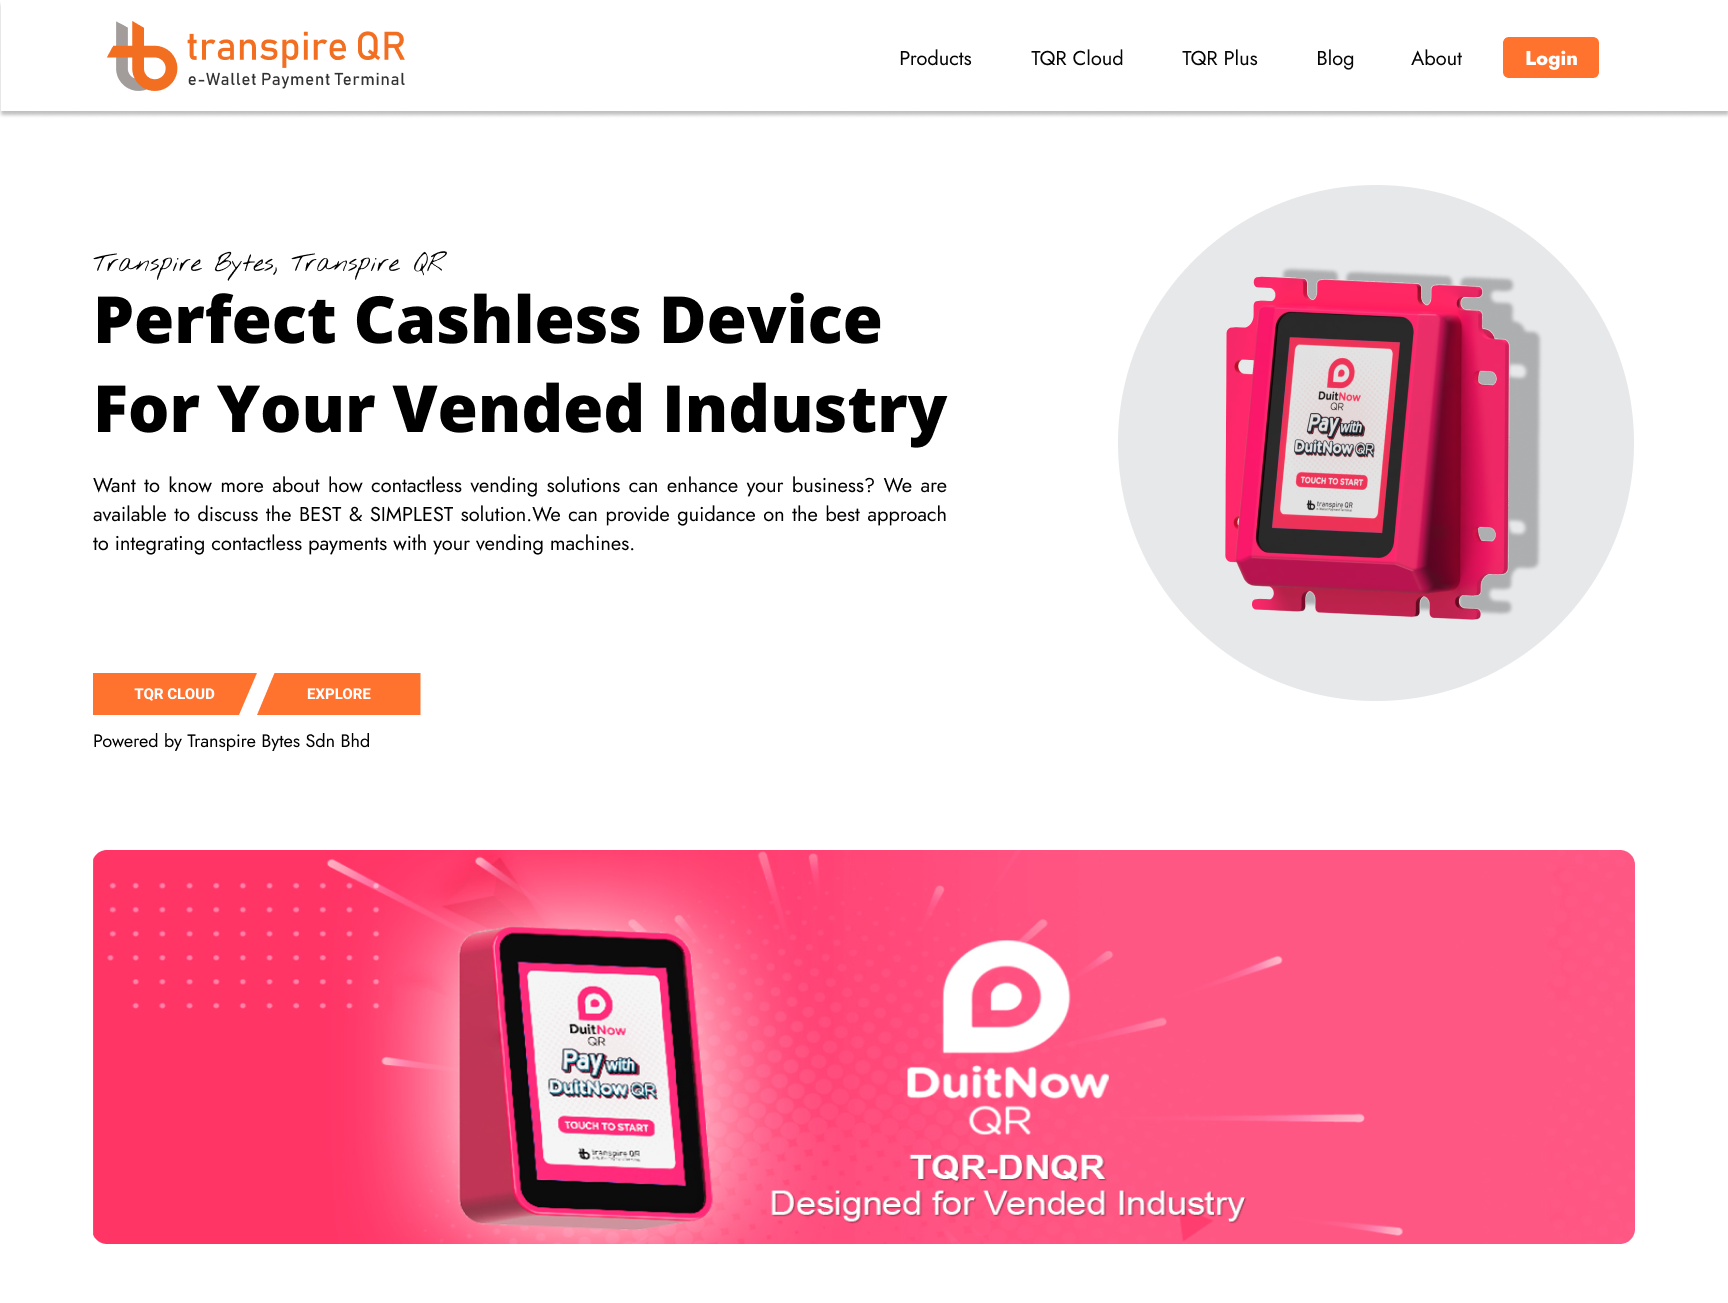 transpire QR
e-Wallet Payment Terminal
Products
TQR Cloud
TQR Plus
Blog
About
Login
Transpire Bytes, Transpire QR
Perfect Cashless Device
For Your Vended Industry
Want to know more about how contactless vending solutions can enhance your business? We are
available to discuss the BEST & SIMPLEST solution.We can provide guidance on the best approach
to integrating contactless payments with your vending machines.
DuitNow
QR
Pay with
DuitNow QR
TOUCH TO START
transpire QR
e-Wallet Payment Terminal
TQR CLOUD
EXPLORE
Powered by Transpire Bytes Sdn Bhd
DuitNow
QR
Pay with
DuitNow QR
TOUCH TO START
transpire QR
DuitNow
QR
TQR-DNQR
Designed for Vended Industry